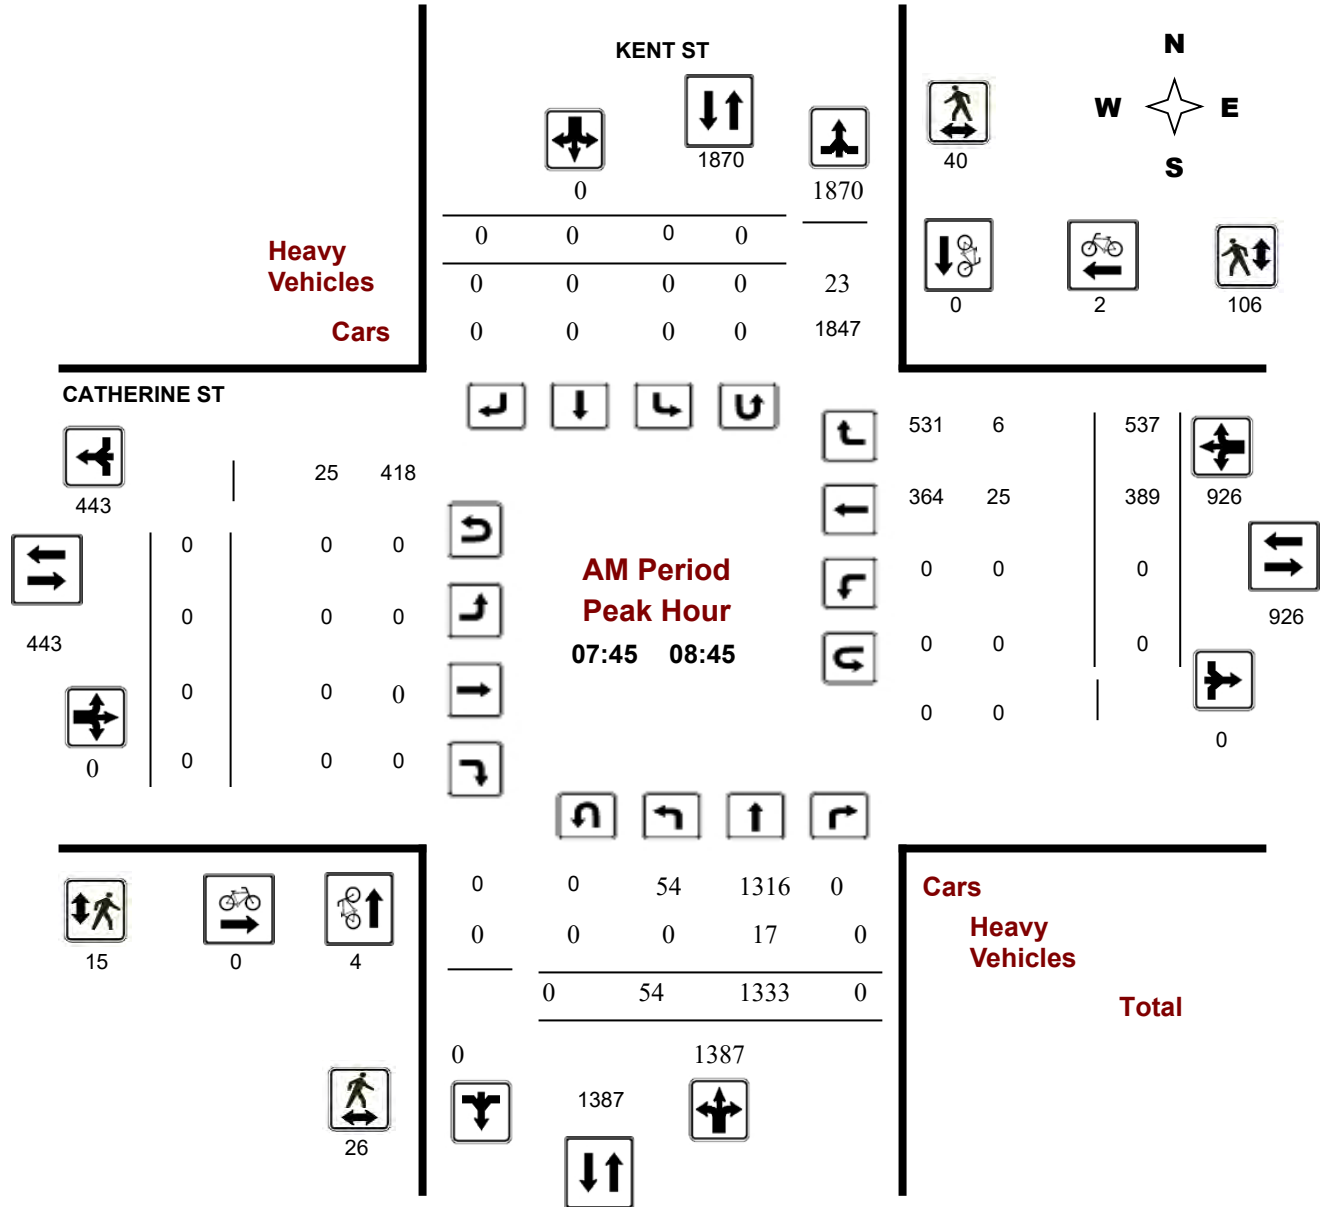 KENT ST
N
W E
S
1870
40
0
1870
0 0 0 0
Heavy
Vehicles
0 0 0 0 23
0 2 106
Cars
0 0 0 0 1847
CATHERINE ST
531 6 537
25 418
443
364 25 389 926
0 0 0
AM Period
Peak Hour
07:45 08:45
0 0 0
0 0 0
926
443
0 0 0
0 0 0
0 0
0
0
0 0 0
0 0 54 1316 0
Cars
0 0 0 17 0
Heavy
Vehicles
15 0 4
0 54 1333 0
Total
0 1387
1387
26